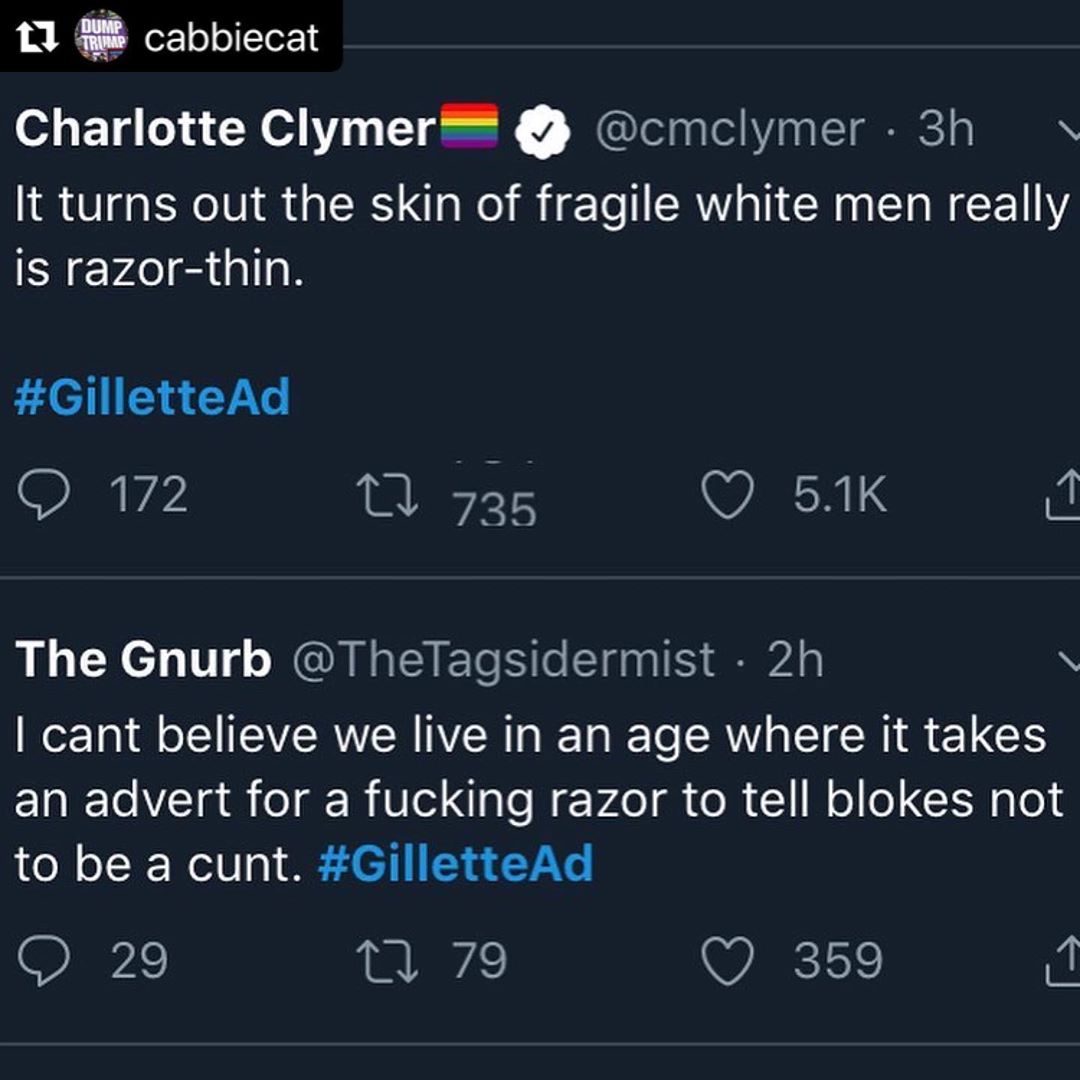 DUMP
TRUMP
cabbiecat
Charlotte Clymer🏳️‍🌈 @cmclymer · 3h
It turns out the skin of fragile white men really
is razor-thin.
#GilletteAd
172 735 5.1K
The Gnurb @TheTagsidermist · 2h
I cant believe we live in an age where it takes
an advert for a fucking razor to tell blokes not
to be a cunt. #GilletteAd
29 79 359